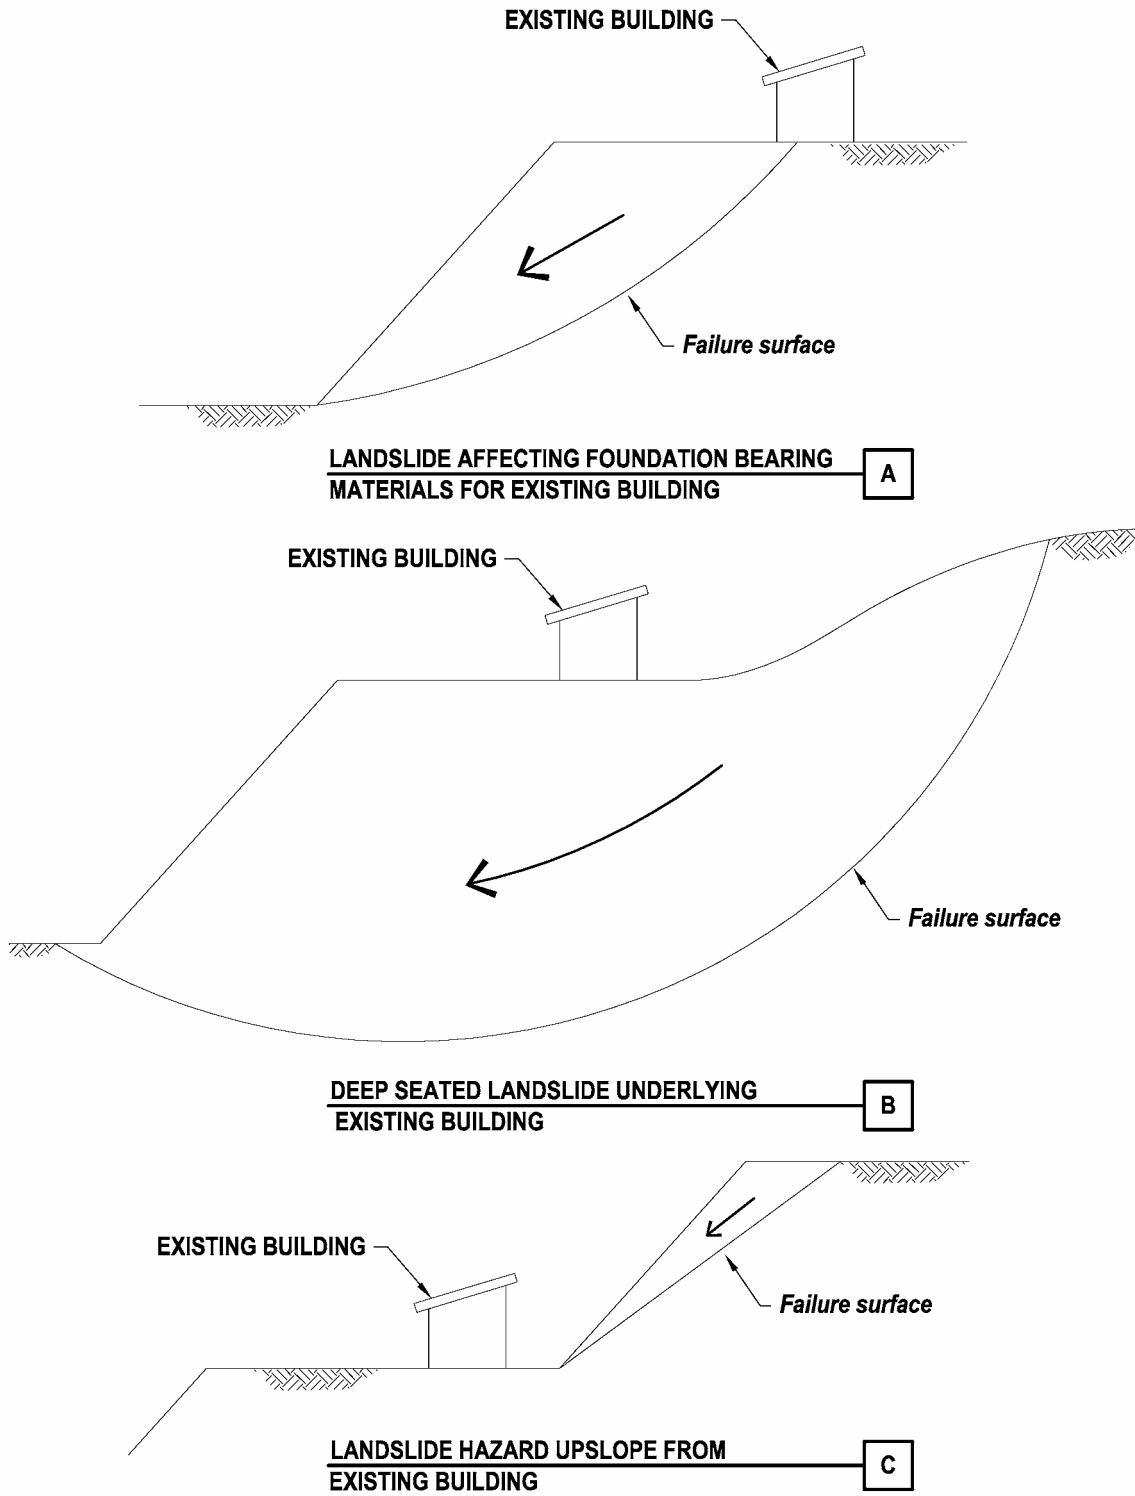 EXISTING BUILDING
Failure surface
LANDSLIDE AFFECTING FOUNDATION BEARING
MATERIALS FOR EXISTING BUILDING
A
EXISTING BUILDING
Failure surface
DEEP SEATED LANDSLIDE UNDERLYING
EXISTING BUILDING
B
EXISTING BUILDING
Failure surface
LANDSLIDE HAZARD UPSLOPE FROM
EXISTING BUILDING
C